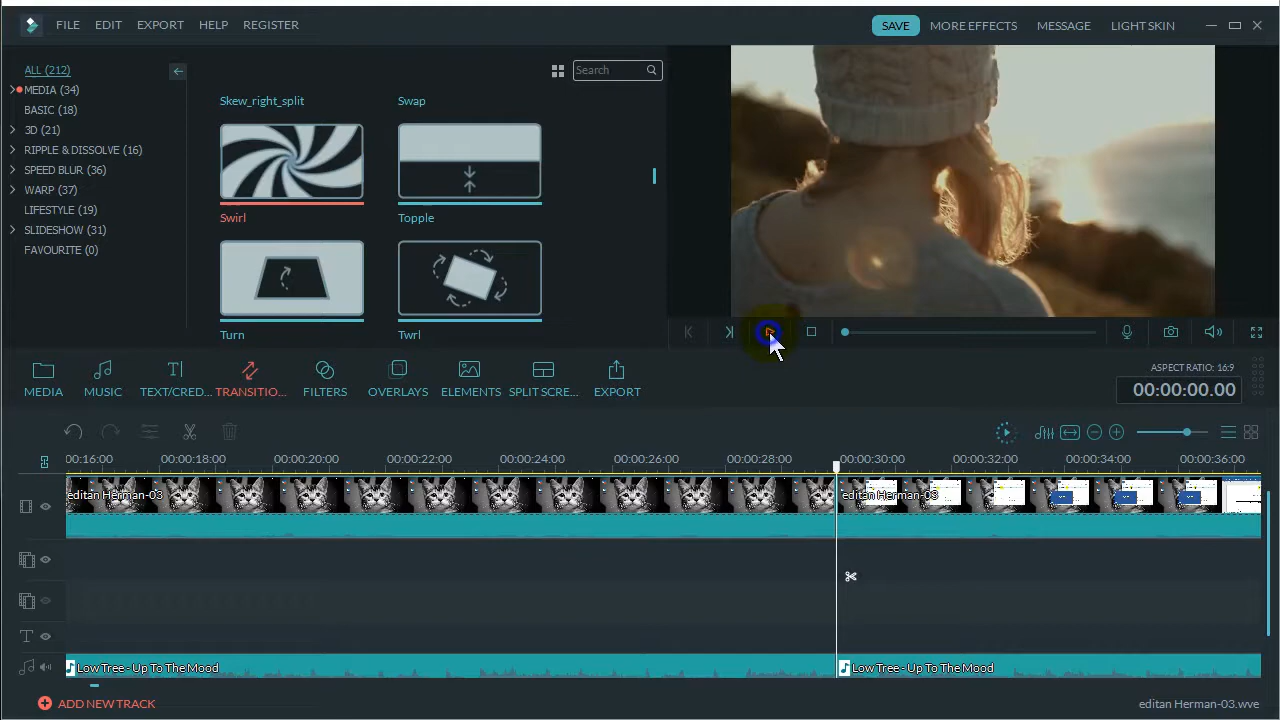 FILE EDIT EXPORT HELP REGISTER SAVE MORE EFFECTS MESSAGE LIGHT SKIN
ALL (212)
MEDIA (34)
BASIC (18)
3D (21)
RIPPLE & DISSOLVE (16)
SPEED BLUR (36)
WARP (37)
LIFESTYLE (19)
SLIDESHOW (31)
FAVOURITE (0)
Search
Skew_right_split Swap
Swirl Topple
Turn Twrl
MEDIA MUSIC TEXT/CRED... TRANSITIO... FILTERS OVERLAYS ELEMENTS SPLIT SCRE... EXPORT
ASPECT RATIO: 16:9
00:00:00.00
00:16:00 00:00:18:00 00:00:20:00 00:00:22:00 00:00:24:00 00:00:26:00 00:00:28:00 00:00:30:00 00:00:32:00 00:00:34:00 00:00:36:00
editan Herman-03 editan Herman-03
T
Low Tree - Up To The Mood Low Tree - Up To The Mood
ADD NEW TRACK editan Herman-03.wve